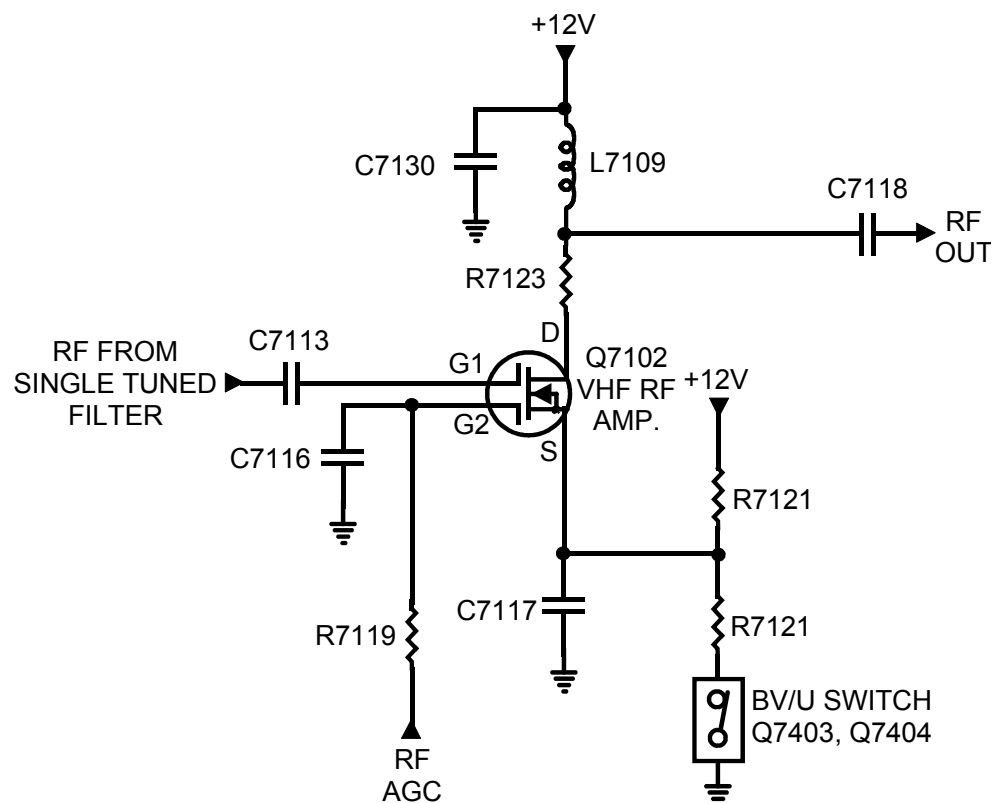 +12V
C7130
L7109
C7118
RF
OUT
R7123
D
C7113
RF FROM
SINGLE TUNED
FILTER
G1
G2
S
Q7102
VHF RF
AMP.
+12V
C7116
R7121
C7117
R7119
R7121
BV/U SWITCH
Q7403, Q7404
RF
AGC